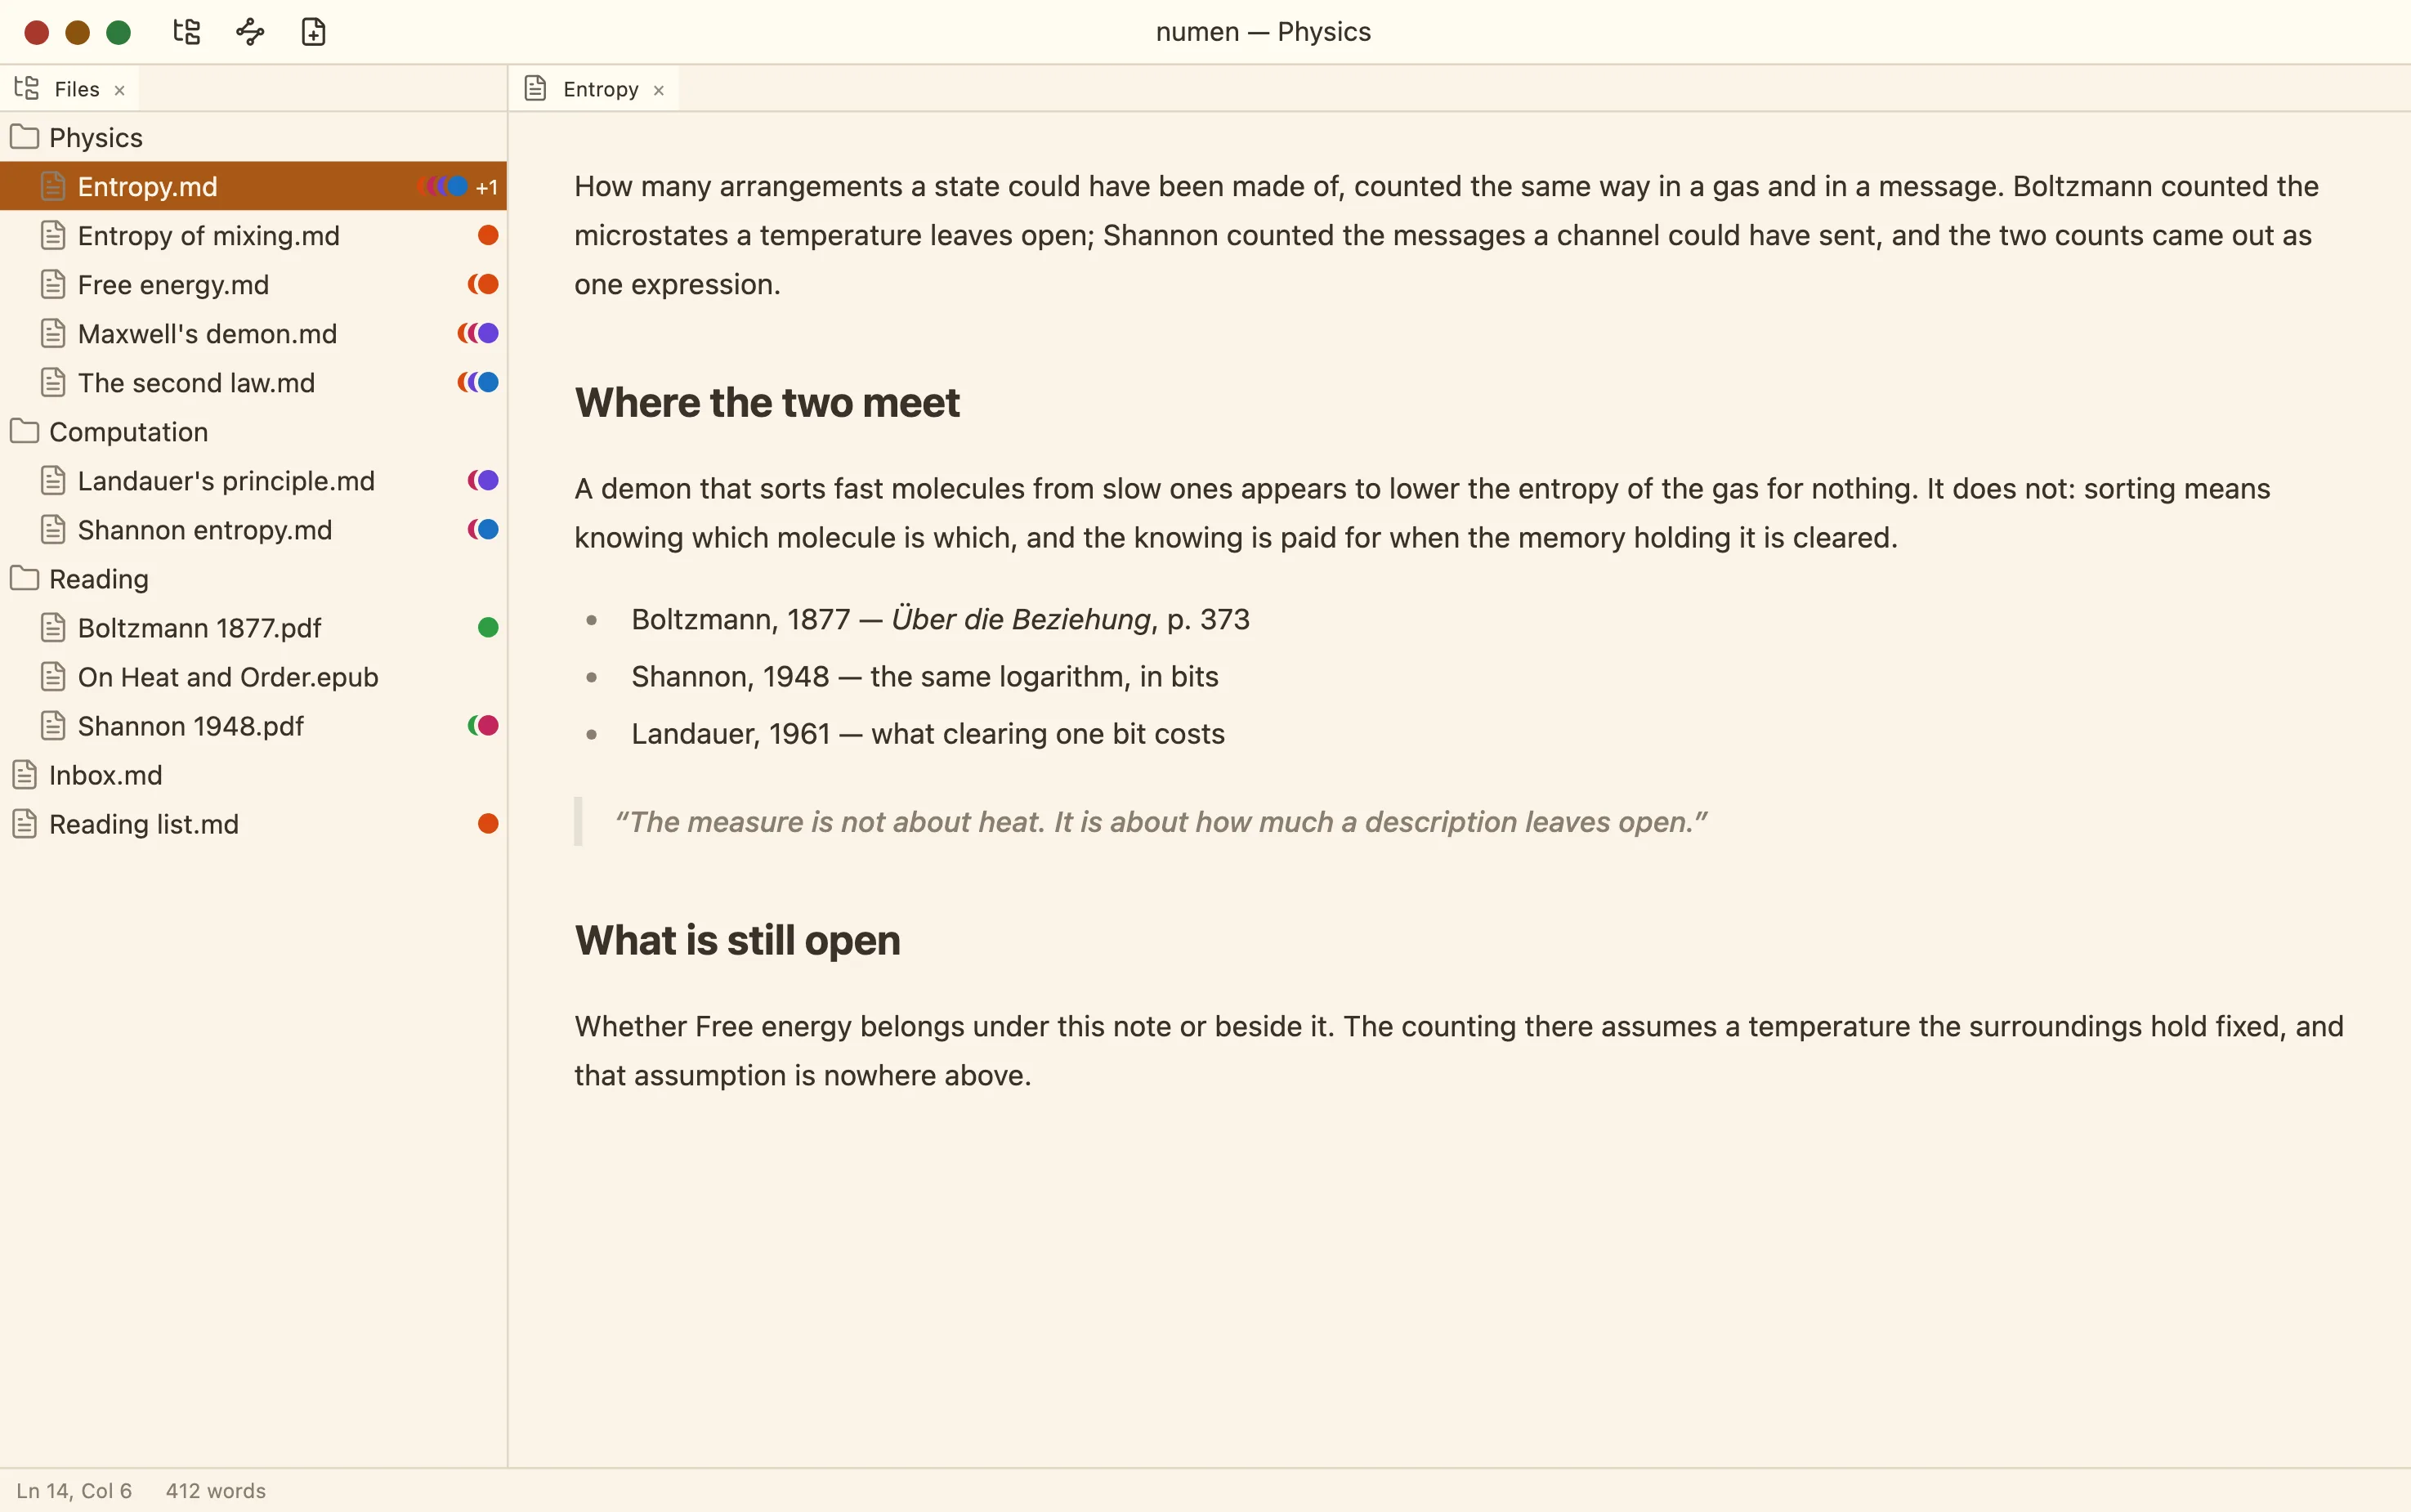 numen — Physics
Files ×
Entropy ×
Physics
Entropy.md +1
Entropy of mixing.md
Free energy.md
Maxwell's demon.md
The second law.md
Computation
Landauer's principle.md
Shannon entropy.md
Reading
Boltzmann 1877.pdf
On Heat and Order.epub
Shannon 1948.pdf
Inbox.md
Reading list.md
How many arrangements a state could have been made of, counted the same way in a gas and in a message. Boltzmann counted the
microstates a temperature leaves open; Shannon counted the messages a channel could have sent, and the two counts came out as
one expression.
Where the two meet
A demon that sorts fast molecules from slow ones appears to lower the entropy of the gas for nothing. It does not: sorting means
knowing which molecule is which, and the knowing is paid for when the memory holding it is cleared.
• Boltzmann, 1877 — Über die Beziehung, p. 373
• Shannon, 1948 — the same logarithm, in bits
• Landauer, 1961 — what clearing one bit costs
“The measure is not about heat. It is about how much a description leaves open.”
What is still open
Whether Free energy belongs under this note or beside it. The counting there assumes a temperature the surroundings hold fixed, and
that assumption is nowhere above.
Ln 14, Col 6 412 words